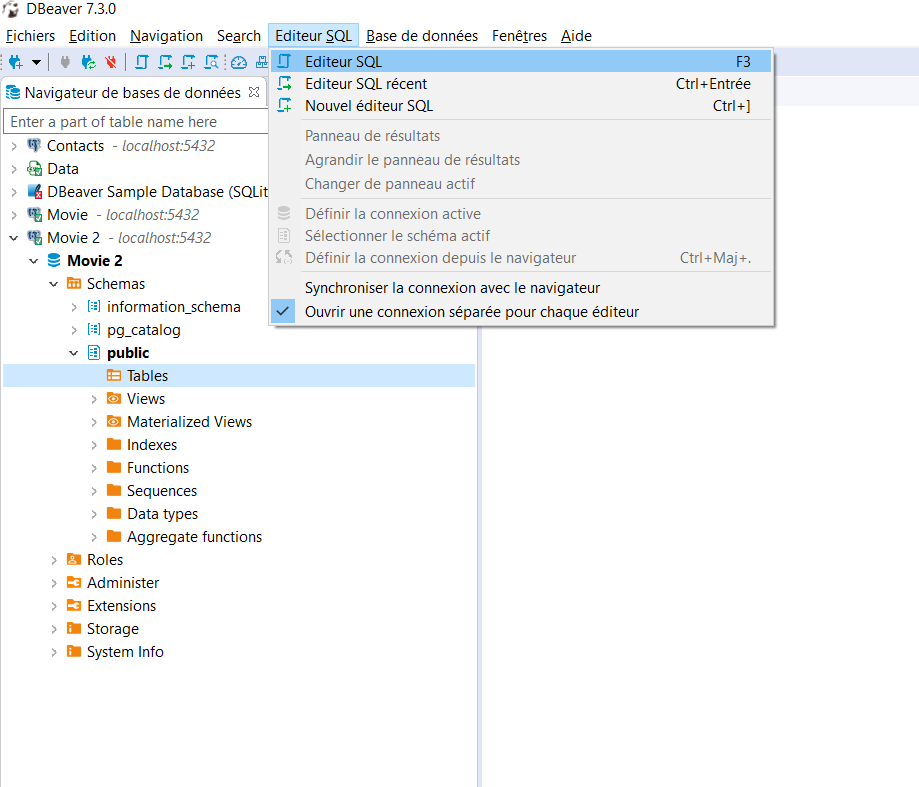 DBeaver 7.3.0
Fichiers Edition Navigation Search Editeur SQL Base de données Fenêtres Aide
Editeur SQL F3
Editeur SQL récent Ctrl+Entrée
Nouvel éditeur SQL Ctrl+]
Panneau de résultats
Agrandir le panneau de résultats
Changer de panneau actif
Définir la connexion active
Sélectionner le schéma actif
Définir la connexion depuis le navigateur Ctrl+Maj+.
Synchroniser la connexion avec le navigateur
Ouvrir une connexion séparée pour chaque éditeur
Navigateur de bases de données
Enter a part of table name here
Contacts - localhost:5432
Data
DBeaver Sample Database (SQLit
Movie - localhost:5432
Movie 2 - localhost:5432
Movie 2
Schemas
information_schema
pg_catalog
public
Tables
Views
Materialized Views
Indexes
Functions
Sequences
Data types
Aggregate functions
Roles
Administer
Extensions
Storage
System Info